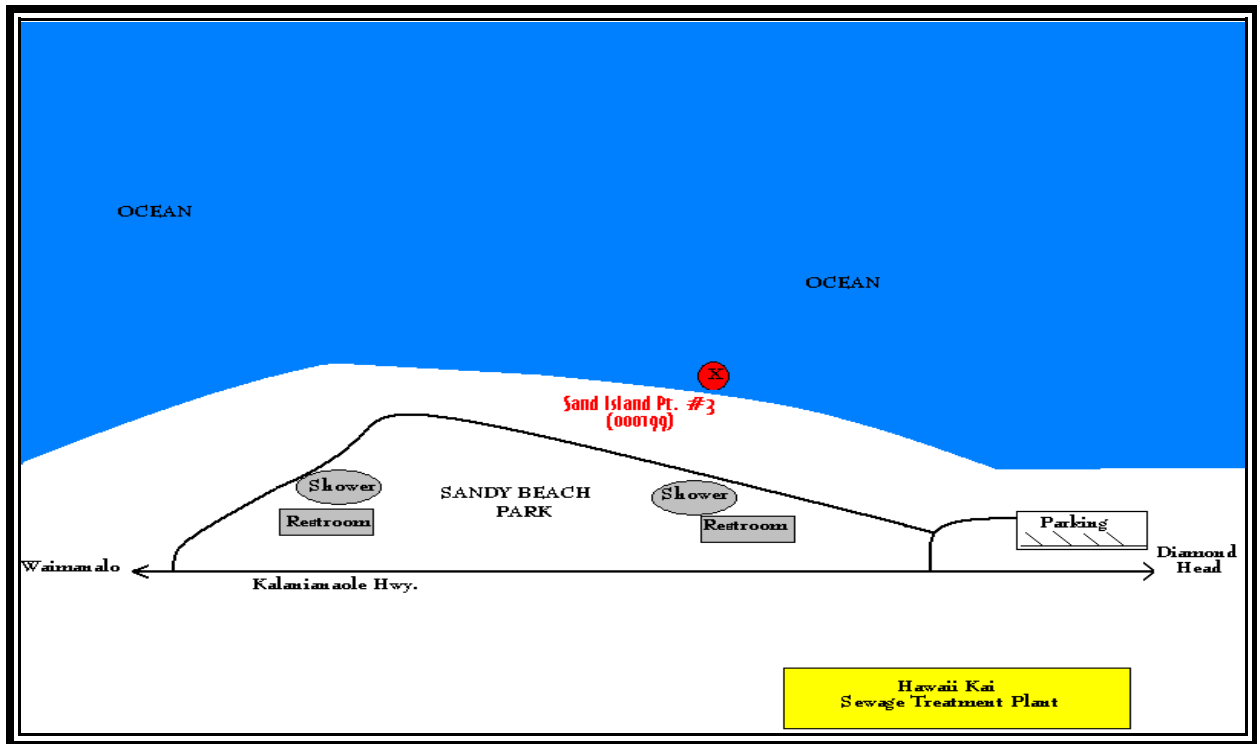 OCEAN
OCEAN
X
Sand Island Pt. #3
(000199)
Shower
SANDY BEACH
PARK
Shower
Restroom
Restroom
Parking
Waimanalo
Diamond
Head
Kalanianaole Hwy.
Hawaii Kai
Sewage Treatment Plant